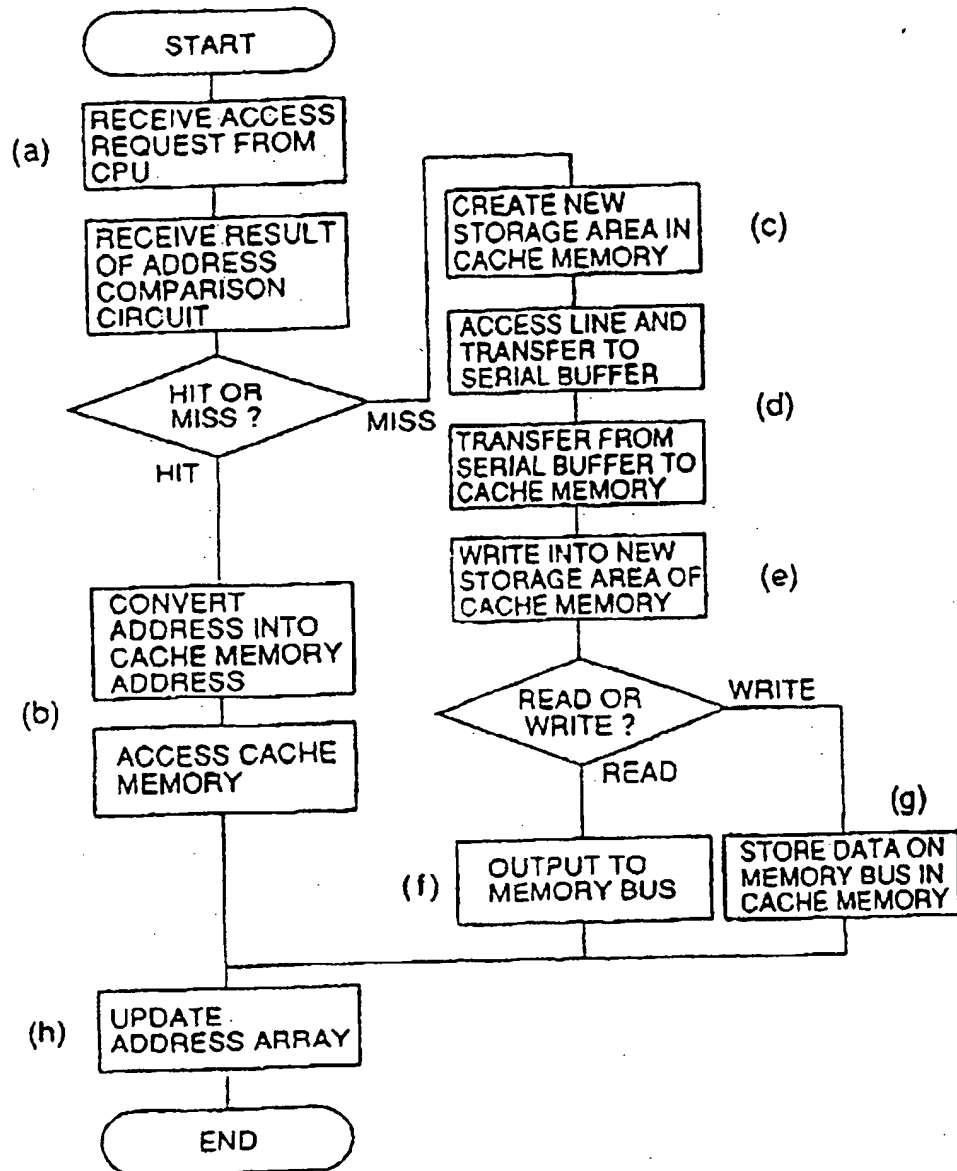 START
(a)
RECEIVE ACCESS
REQUEST FROM
CPU
RECEIVE RESULT
OF ADDRESS
COMPARISON
CIRCUIT
HIT OR
MISS ?
MISS
HIT
CONVERT
ADDRESS INTO
CACHE MEMORY
ADDRESS
(b)
ACCESS CACHE
MEMORY
CREATE NEW
STORAGE AREA IN
CACHE MEMORY
(c)
ACCESS LINE AND
TRANSFER TO
SERIAL BUFFER
(d)
TRANSFER FROM
SERIAL BUFFER TO
CACHE MEMORY
WRITE INTO NEW
STORAGE AREA OF
CACHE MEMORY
(e)
READ OR
WRITE ?
WRITE
READ
(f)
OUTPUT TO
MEMORY BUS
(g)
STORE DATA ON
MEMORY BUS IN
CACHE MEMORY
(h)
UPDATE
ADDRESS ARRAY
END